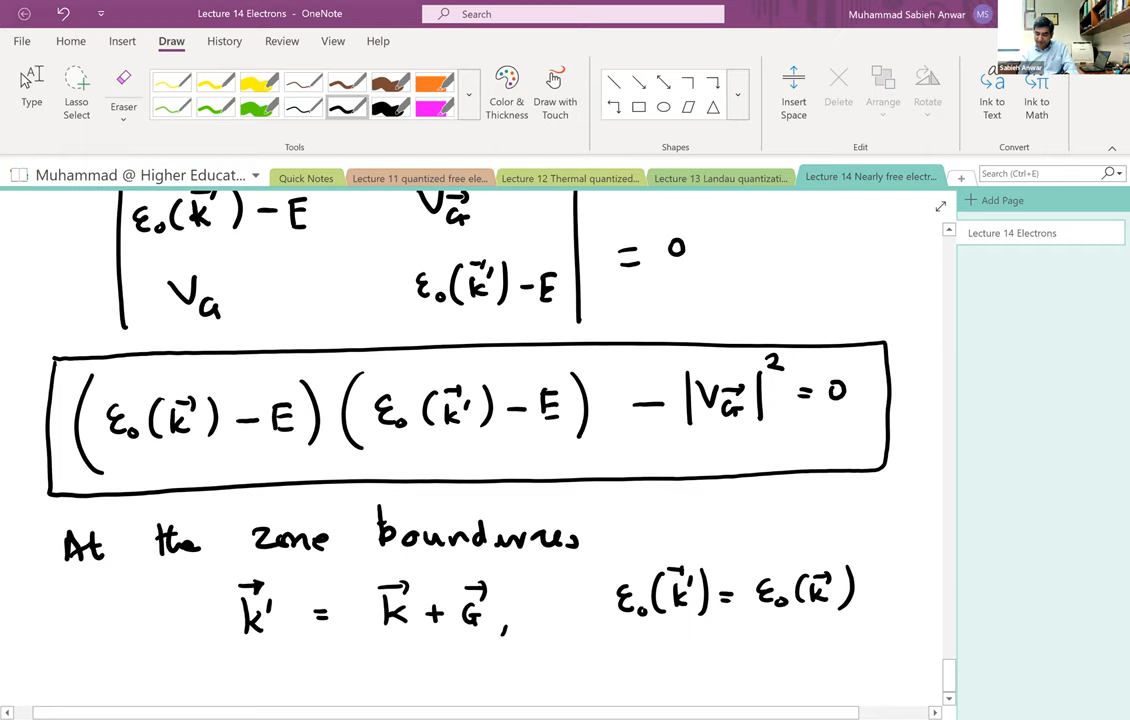 Lecture 14 Electrons - OneNote
Search
Muhammad Sabieh Anwar
MS
Sabieh Anwar
File Home Insert Draw History Review View Help
Type
Lasso Select
Eraser
Color & Thickness
Draw with Touch
Insert Space
Delete
Arrange
Rotate
Ink to Text
Ink to Math
Tools
Shapes
Edit
Convert
Muhammad @ Higher Educat...
Quick Notes
Lecture 11 quantized free ele...
Lecture 12 Thermal quantized...
Lecture 13 Landau quantizati...
Lecture 14 Nearly free electr...
Search (Ctrl+E)
Add Page
Lecture 14 Electrons
| ε₀(k⃗') − E V_G⃗ |
| V_G ε₀(k⃗') − E | = 0
(ε₀(k⃗) − E)(ε₀(k⃗') − E) − |V_G⃗|² = 0
At the zone
k⃗' = k⃗ + G⃗, ε₀(k⃗') = ε₀(k⃗)